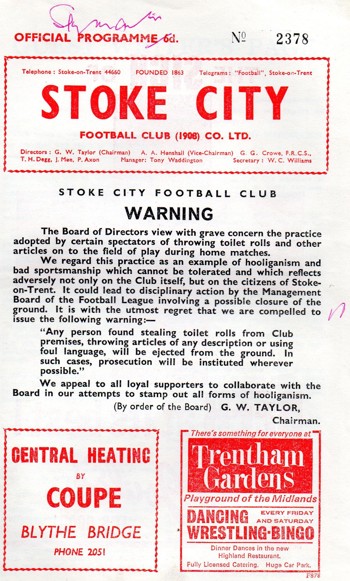 OFFICIAL PROGRAMME 6d. Nº 2378
Telephone : Stoke-on-Trent 44660 FOUNDED 1863 Telegrams : "Football", Stoke-on-Trent
STOKE CITY
FOOTBALL CLUB (1908) CO. LTD.
Directors : G. W. Taylor (Chairman) A. A. Henshall (Vice-Chairman) G. G. Crowe, F.R.C.S.,
T. H. Degg, J. Men, P. Axon Manager: Tony Waddington Secretary : W. C. Williams
STOKE CITY FOOTBALL CLUB
WARNING
The Board of Directors view with grave concern the practice
adopted by certain spectators of throwing toilet rolls and other
articles on to the field of play during home matches.
We regard this practice as an example of hooliganism and
bad sportsmanship which cannot be tolerated and which reflects
adversely not only on the Club itself, but on the citizens of Stoke-
on-Trent. It could lead to disciplinary action by the Management
Board of the Football League involving a possible closure of the
ground. It is with the utmost regret that we are compelled to
issue the following warning:—
"Any person found stealing toilet rolls from Club
premises, throwing articles of any description or using
foul language, will be ejected from the ground. In
such cases, prosecution will be instituted wherever
possible."
We appeal to all loyal supporters to collaborate with the
Board in our attempts to stamp out all forms of hooliganism.
(By order of the Board) G. W. TAYLOR,
Chairman.
CENTRAL HEATING
BY
COUPE
BLYTHE BRIDGE
PHONE 2051
There's something for everyone at
Trentham
Gardens
Playground of the Midlands
DANCING EVERY FRIDAY AND SATURDAY
WRESTLING·BINGO
Dinner Dances in the new
Highland Restaurant.
Fully Licensed Catering. Huge Car Park.